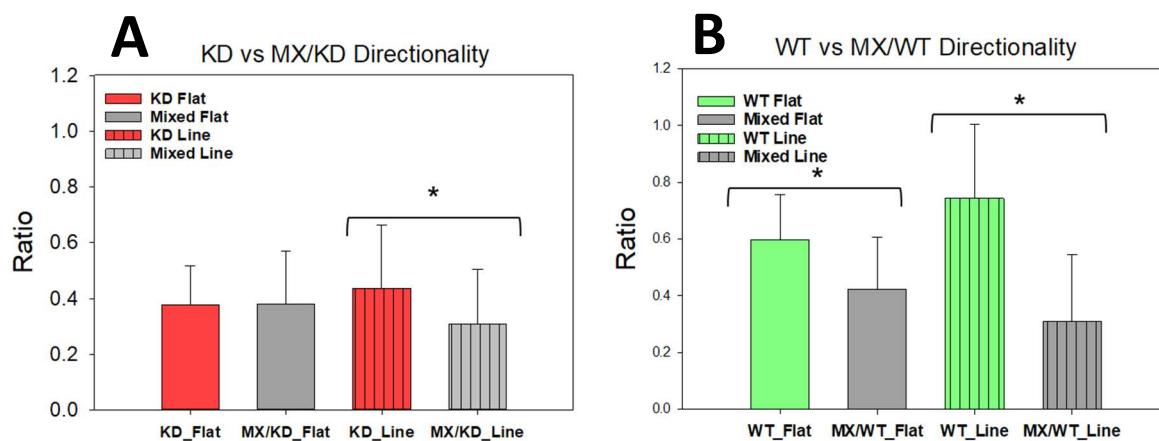 A
KD vs MX/KD Directionality
Ratio
1.2
1.0
0.8
0.6
0.4
0.2
0.0
KD Flat
Mixed Flat
KD Line
Mixed Line
*
KD_Flat MX/KD_Flat KD_Line MX/KD_Line
B
WT vs MX/WT Directionality
Ratio
1.2
1.0
0.8
0.6
0.4
0.2
0.0
WT Flat
Mixed Flat
WT Line
Mixed Line
*
*
WT_Flat MX/WT_Flat WT_Line MX/WT_Line